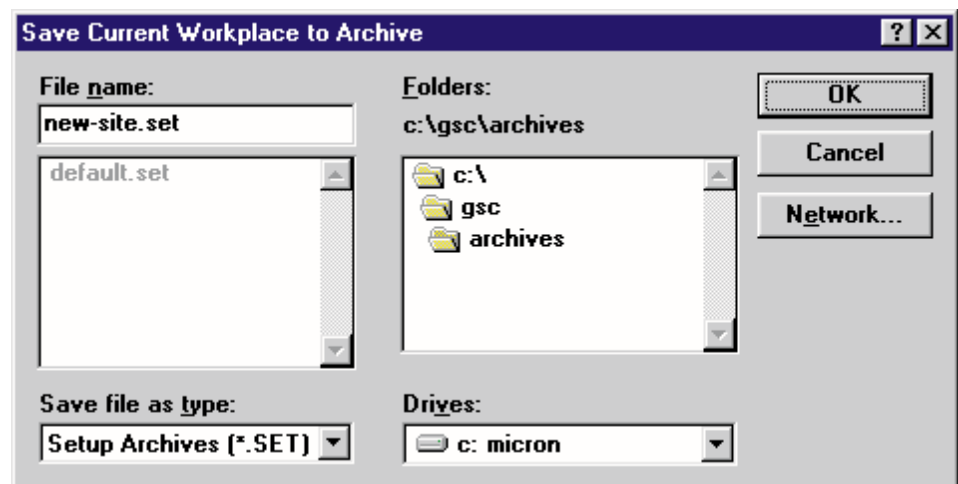 Save Current Workplace to Archive
? X
File name:
new-site.set
default.set
Save file as type:
Setup Archives (*.SET)
Folders:
c:\gsc\archives
c:\
gsc
archives
Drives:
c: micron
OK
Cancel
Network...